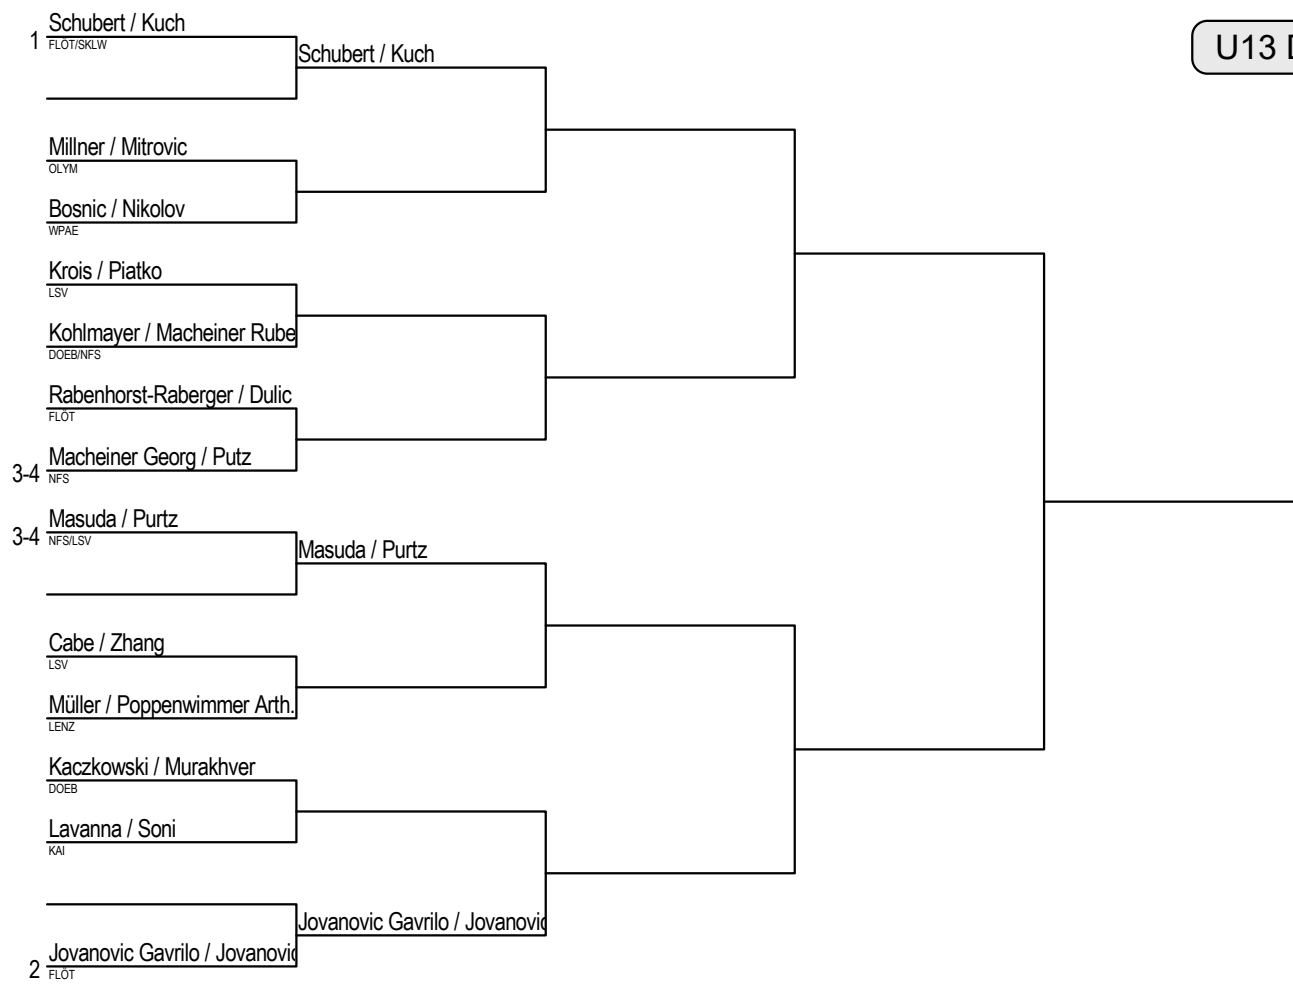 Schubert / Kuch
1
FLÖT/SKLW
Schubert / Kuch
U13 D
Millner / Mitrovic
OLYM
Bosnic / Nikolov
WPAE
Krois / Piatko
LSV
Kohlmayer / Macheiner Rube
DOEB/NFS
Rabenhorst-Raberger / Dulic
FLÖT
Macheiner Georg / Putz
3-4
NFS
Masuda / Purtz
3-4
NFS/LSV
Masuda / Purtz
Cabe / Zhang
LSV
Müller / Poppenwimmer Arth.
LENZ
Kaczkowski / Murakhver
DOEB
Lavanna / Soni
KAI
Jovanovic Gavrilo / Jovanovic
Jovanovic Gavrilo / Jovanovic
2
FLÖT